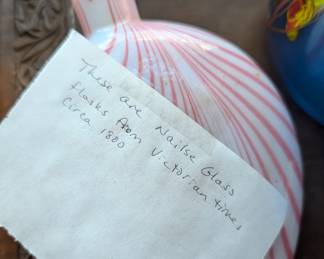 These are Nailse Glass
flasks from Victorian times
Circa 1800